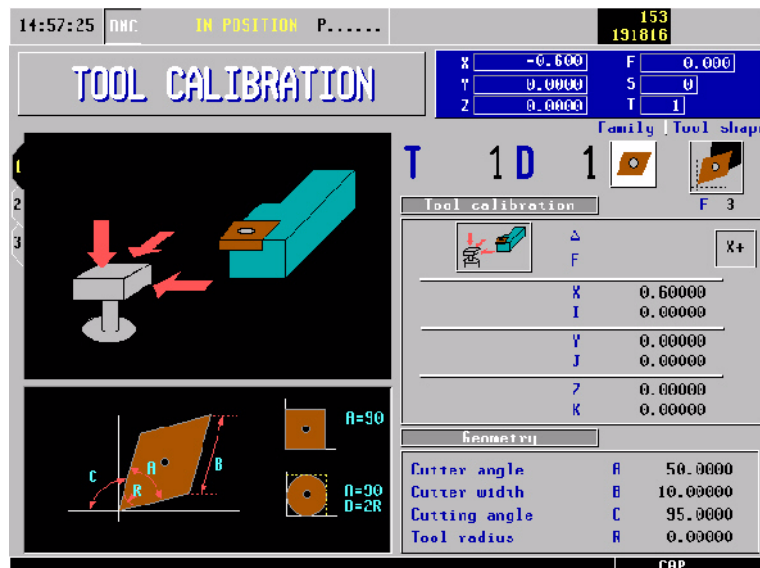 14:57:25 DNC IN POSITION P...... 153
191816
TOOL CALIBRATION
X -0.600 F 0.000
Y 0.0000 S 0
Z 0.0000 T 1
Family Tool shap
T 1 D 1
F 3
1
2
3
Tool calibration
Δ
F
X+
X 0.60000
I 0.00000
Y 0.00000
J 0.00000
Z 0.00000
K 0.00000
A=90
C A B
R
A=90
D=2R
Geometry
Cutter angle A 50.0000
Cutter width B 10.00000
Cutting angle C 95.0000
Tool radius R 0.00000
CAP